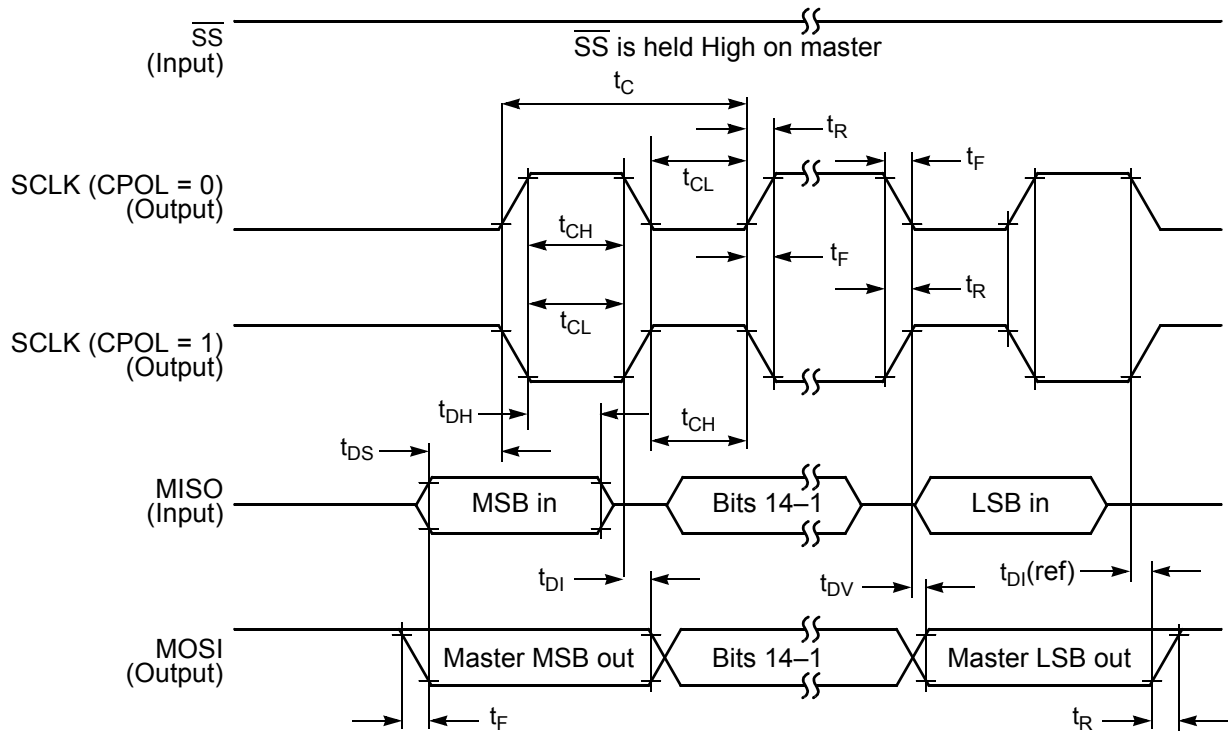 SS
(Input)
SS is held High on master
tC
tR
tCL
tF
SCLK (CPOL = 0)
(Output)
tCH
tF
tR
tCL
SCLK (CPOL = 1)
(Output)
tDH
tCH
tDS
MISO
(Input)
MSB in
Bits 14–1
LSB in
tDI
tDV
tDI(ref)
MOSI
(Output)
Master MSB out
Bits 14–1
Master LSB out
tF
tR